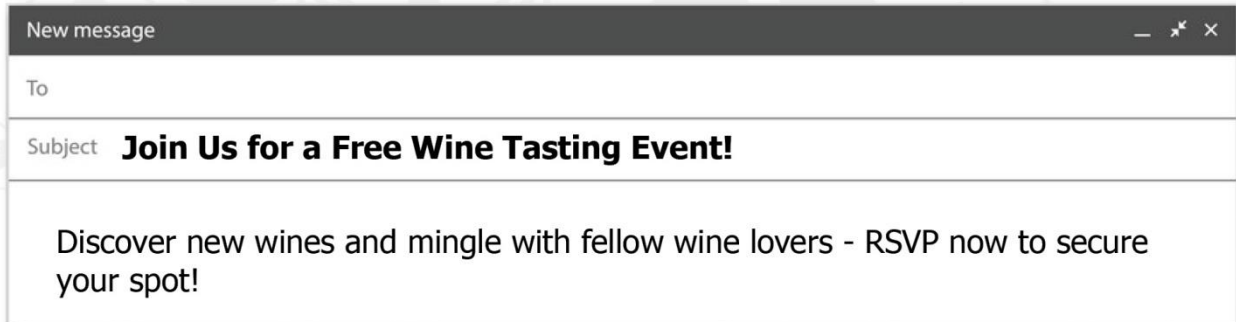 New message
To
Subject Join Us for a Free Wine Tasting Event!
Discover new wines and mingle with fellow wine lovers - RSVP now to secure
your spot!